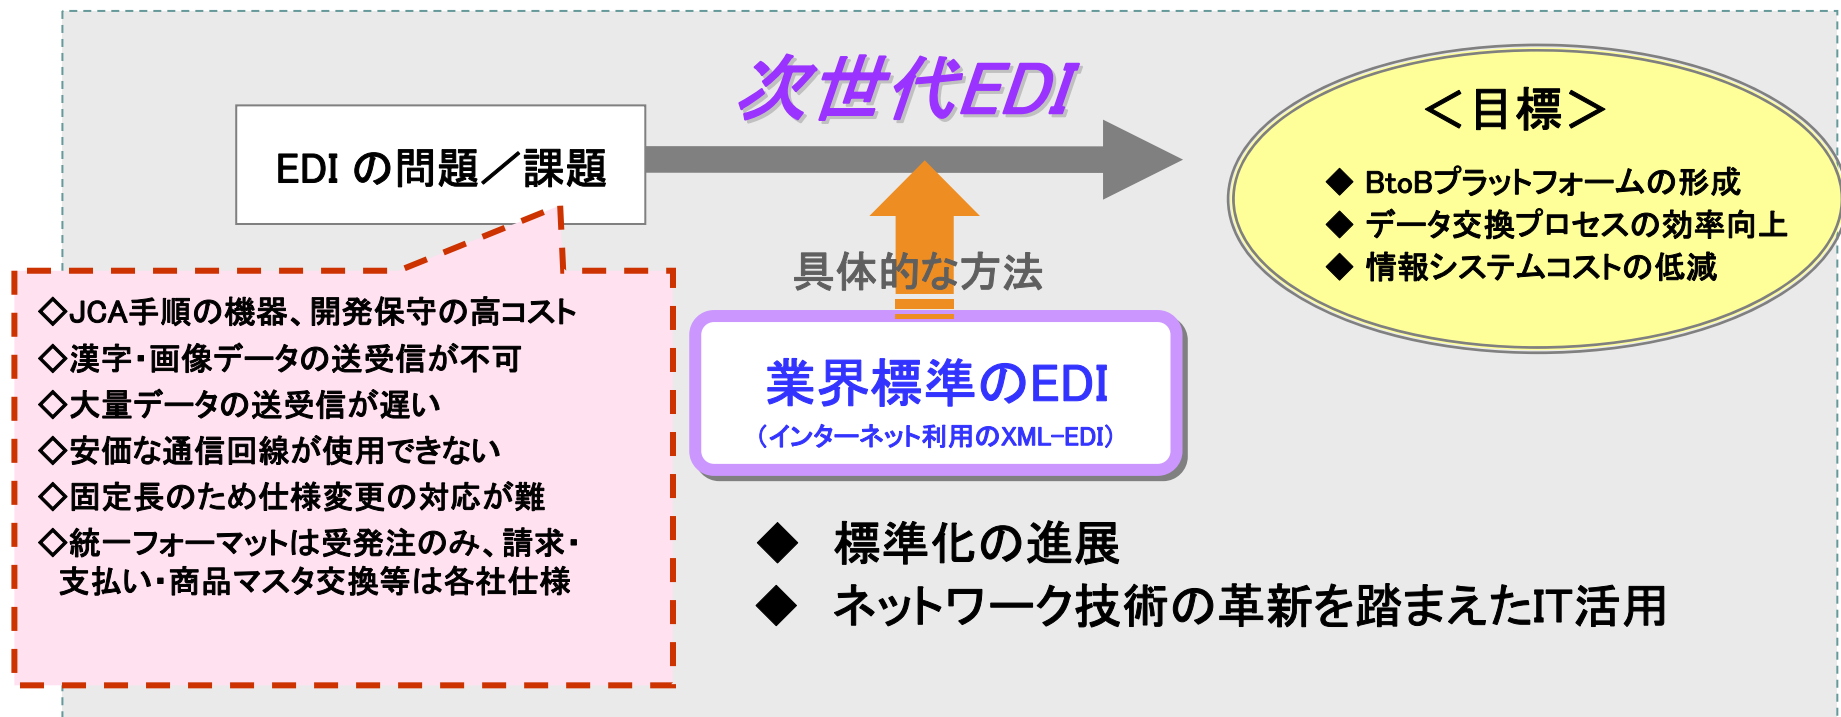 次世代EDI
EDI の問題／課題
＜目標＞
◆ BtoBプラットフォームの形成
◆ データ交換プロセスの効率向上
◆ 情報システムコストの低減
具体的な方法
◇JCA手順の機器、開発保守の高コスト
◇漢字・画像データの送受信が不可
◇大量データの送受信が遅い
◇安価な通信回線が使用できない
◇固定長のため仕様変更の対応が難
◇統一フォーマットは受発注のみ、請求・
支払い・商品マスタ交換等は各社仕様
業界標準のEDI
（インターネット利用のXML-EDI）
◆ 標準化の進展
◆ ネットワーク技術の革新を踏まえたIT活用